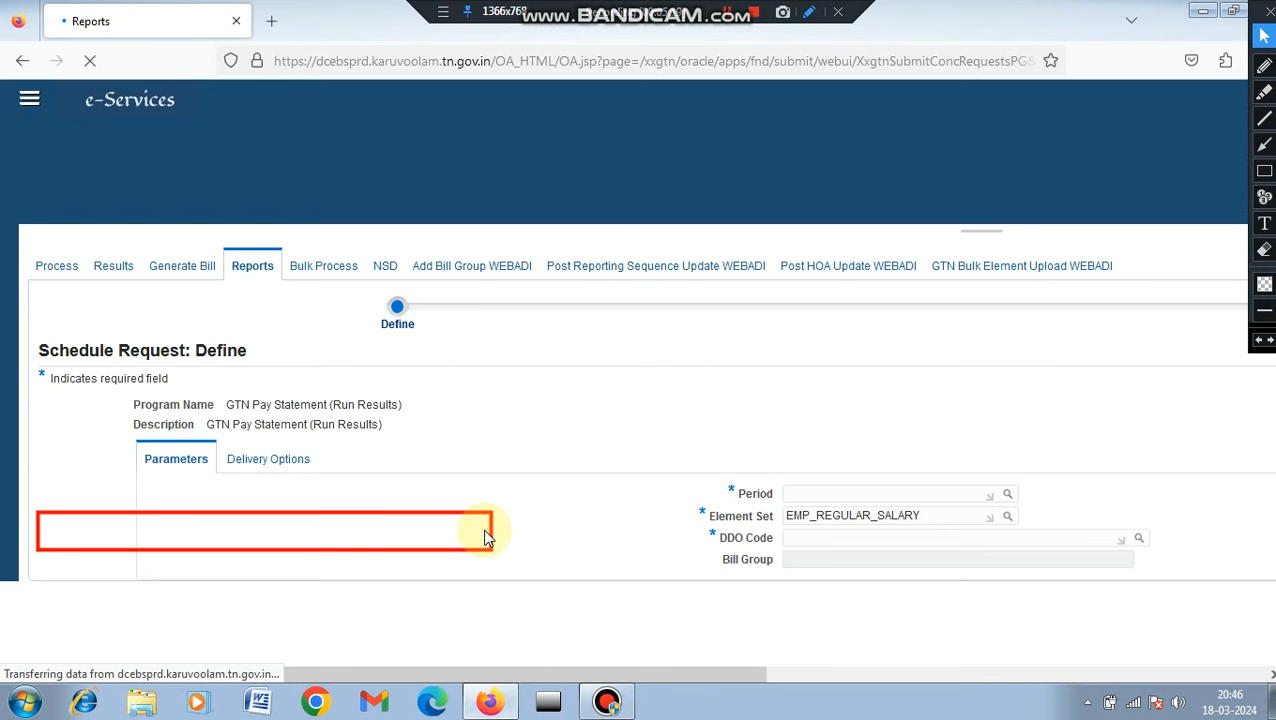 Reports
1366x768
www.BANDICAM.com
https://dcebsprd.karuvoolam.tn.gov.in/OA_HTML/OA.jsp?page=/xxgtn/oracle/apps/fnd/submit/webui/XxgtnSubmitConcRequestsPG&
e-Services
Process Results Generate Bill Reports Bulk Process NSD Add Bill Group WEBADI Post Reporting Sequence Update WEBADI Post HOA Update WEBADI GTN Bulk Element Upload WEBADI
Define
Schedule Request: Define
* Indicates required field
Program Name GTN Pay Statement (Run Results)
Description GTN Pay Statement (Run Results)
Parameters Delivery Options
* Period
* Element Set EMP_REGULAR_SALARY
* DDO Code
Bill Group
Transferring data from dcebsprd.karuvoolam.tn.gov.in...
20:46
18-03-2024